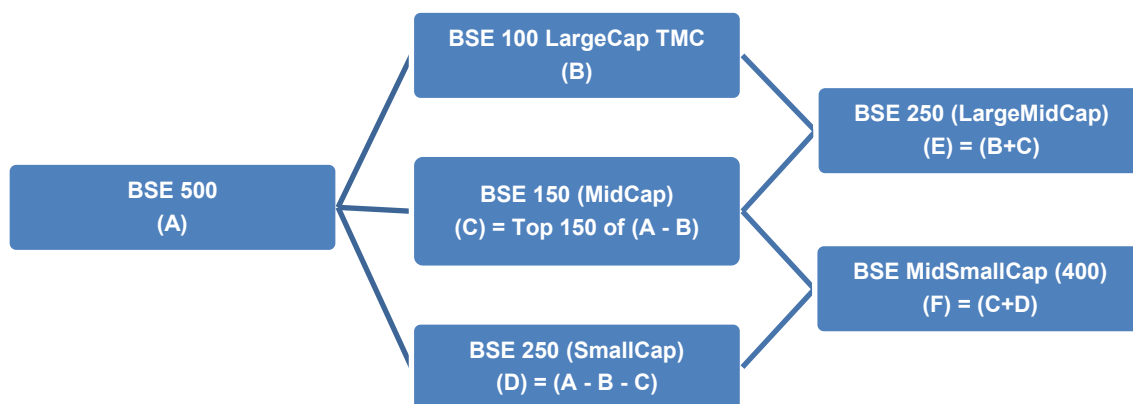 BSE 500
(A)
BSE 100 LargeCap TMC
(B)
BSE 150 (MidCap)
(C) = Top 150 of (A - B)
BSE 250 (SmallCap)
(D) = (A - B - C)
BSE 250 (LargeMidCap)
(E) = (B+C)
BSE MidSmallCap (400)
(F) = (C+D)